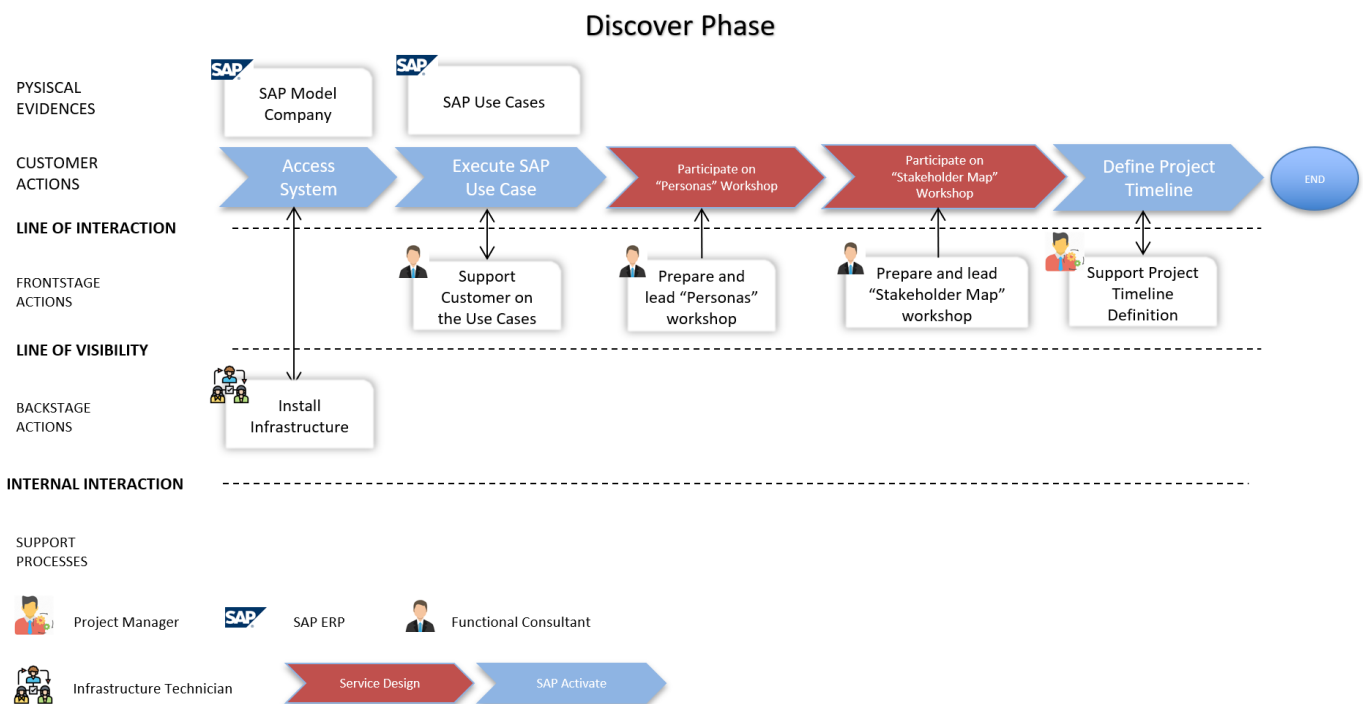 Discover Phase
PYSISCAL
EVIDENCES
SAP
SAP Model
Company
SAP
SAP Use Cases
CUSTOMER
ACTIONS
Access
System
Execute SAP
Use Case
Participate on
“Personas” Workshop
Participate on
“Stakeholder Map”
Workshop
Define Project
Timeline
END
LINE OF INTERACTION
FRONTSTAGE
ACTIONS
Support
Customer on
the Use Cases
Prepare and
lead “Personas”
workshop
Prepare and lead
“Stakeholder Map”
workshop
Support Project
Timeline
Definition
LINE OF VISIBILITY
BACKSTAGE
ACTIONS
Install
Infrastructure
INTERNAL INTERACTION
SUPPORT
PROCESSES
Project Manager
SAP
SAP ERP
Functional Consultant
Infrastructure Technician
Service Design
SAP Activate